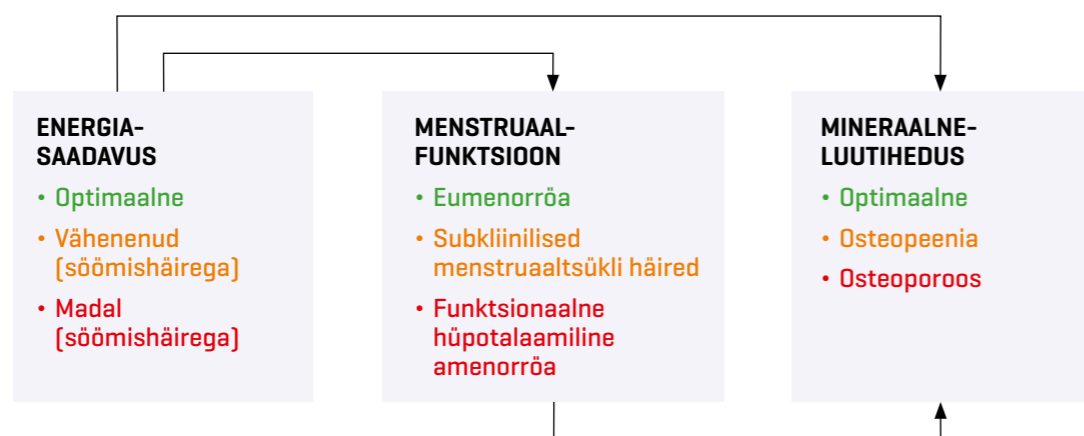 ENERGIA-
SAADAVUS
• Optimaalne
• Vähenenud
(söömishäirega)
• Madal
(söömishäirega)
MENSTRUAAL-
FUNKTSIOON
• Eumenorröa
• Subkliinilised
menstruaaltsükli häired
• Funktsionaalne
hüpotalaamiline
amenorröa
MINERAALNE-
LUUTIHEDUS
• Optimaalne
• Osteopeenia
• Osteoporoos